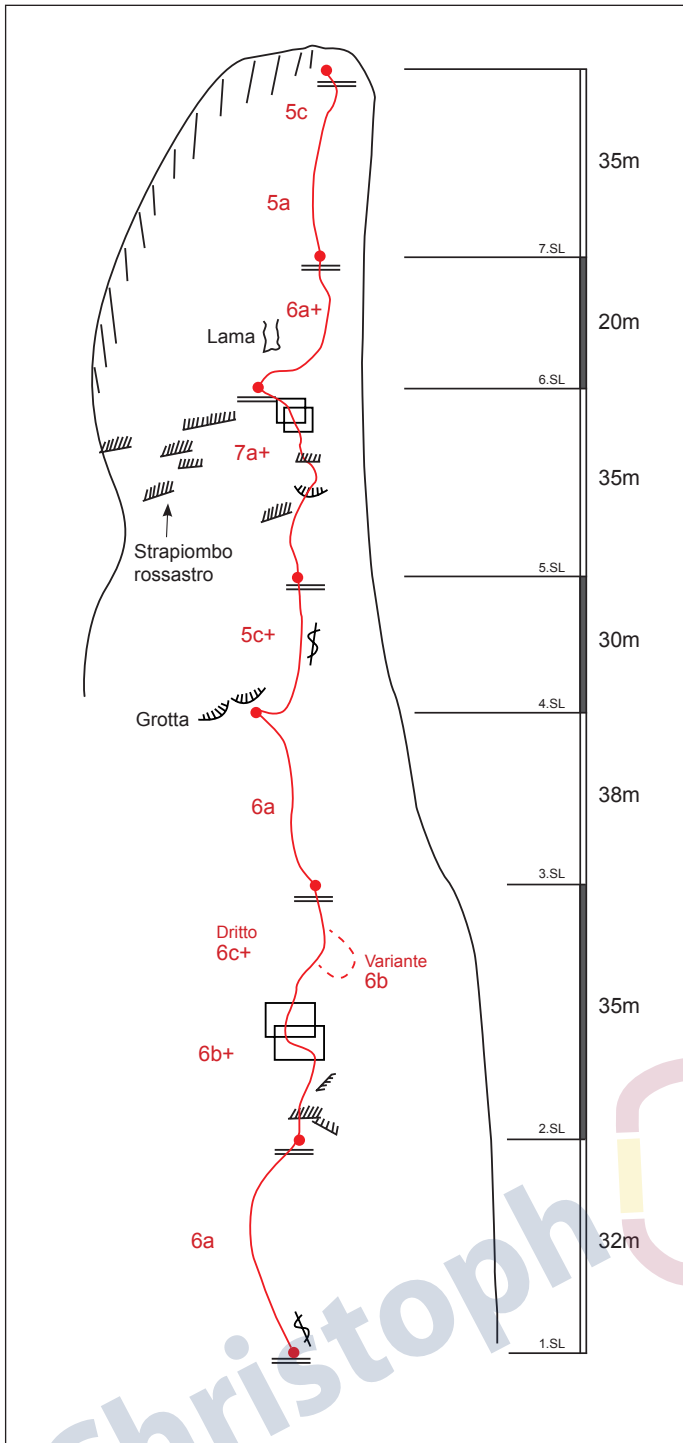 5c
35m
5a
7.SL
6a+
20m
Lama
6.SL
7a+
35m
Strapiombo
rossastro
5.SL
5c+
30m
Grotta
4.SL
6a
38m
3.SL
Dritto
6c+
Variante
6b
35m
6b+
2.SL
6a
32m
1.SL
Christoph